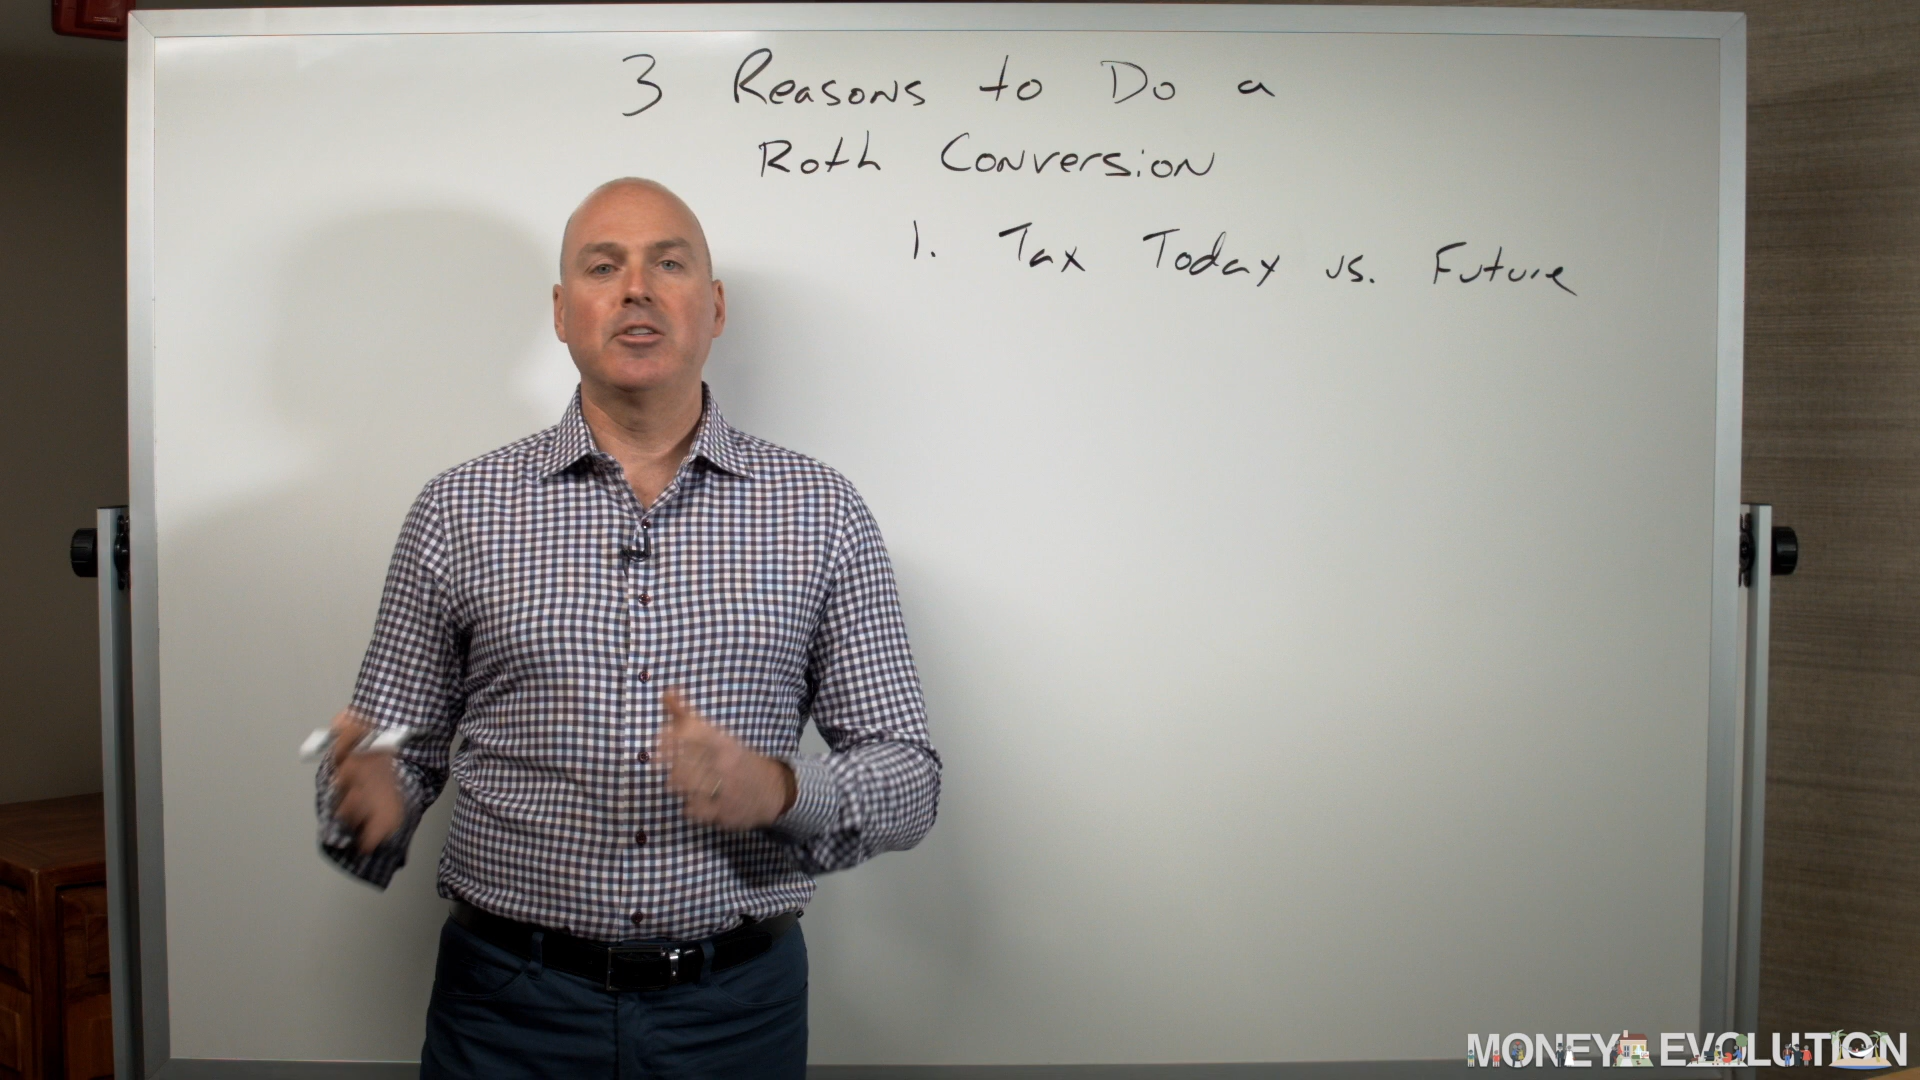 3 Reasons to Do a
Roth Conversion
1. Tax Today vs. Future
MONEY EVOLUTION